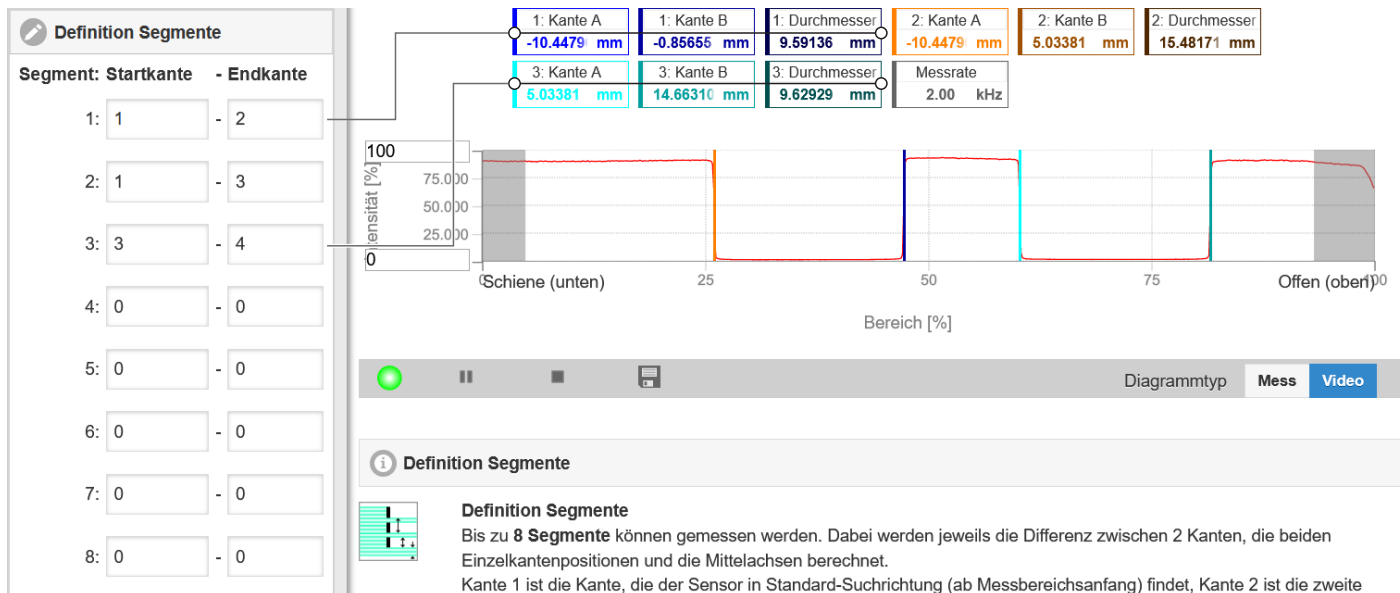 Definition Segmente
Segment: Startkante - Endkante
1: 1 - 2
2: 1 - 3
3: 3 - 4
4: 0 - 0
5: 0 - 0
6: 0 - 0
7: 0 - 0
8: 0 - 0
1: Kante A 1: Kante B 1: Durchmesser 2: Kante A 2: Kante B 2: Durchmesser
-10.4479 mm -0.85655 mm 9.59136 mm -10.4479 mm 5.03381 mm 15.48171 mm
3: Kante A 3: Kante B 3: Durchmesser Messrate
5.03381 mm 14.66310 mm 9.62929 mm 2.00 kHz
100
75.000
50.000
25.000
0
ensität [%]
0 25 50 75 100
Schiene (unten) Offen (oben)
Bereich [%]
Diagrammtyp Mess Video
Definition Segmente
Definition Segmente
Bis zu 8 Segmente können gemessen werden. Dabei werden jeweils die Differenz zwischen 2 Kanten, die beiden
Einzelkantenpositionen und die Mittelachsen berechnet.
Kante 1 ist die Kante, die der Sensor in Standard-Suchrichtung (ab Messbereichsanfang) findet, Kante 2 ist die zweite